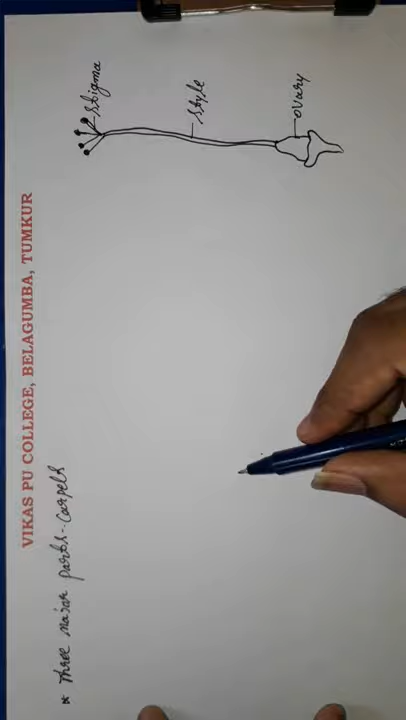 VIKAS PU COLLEGE, BELAGUMBA, TUMKUR
* Three major parts - carpels
stigma
style
ovary